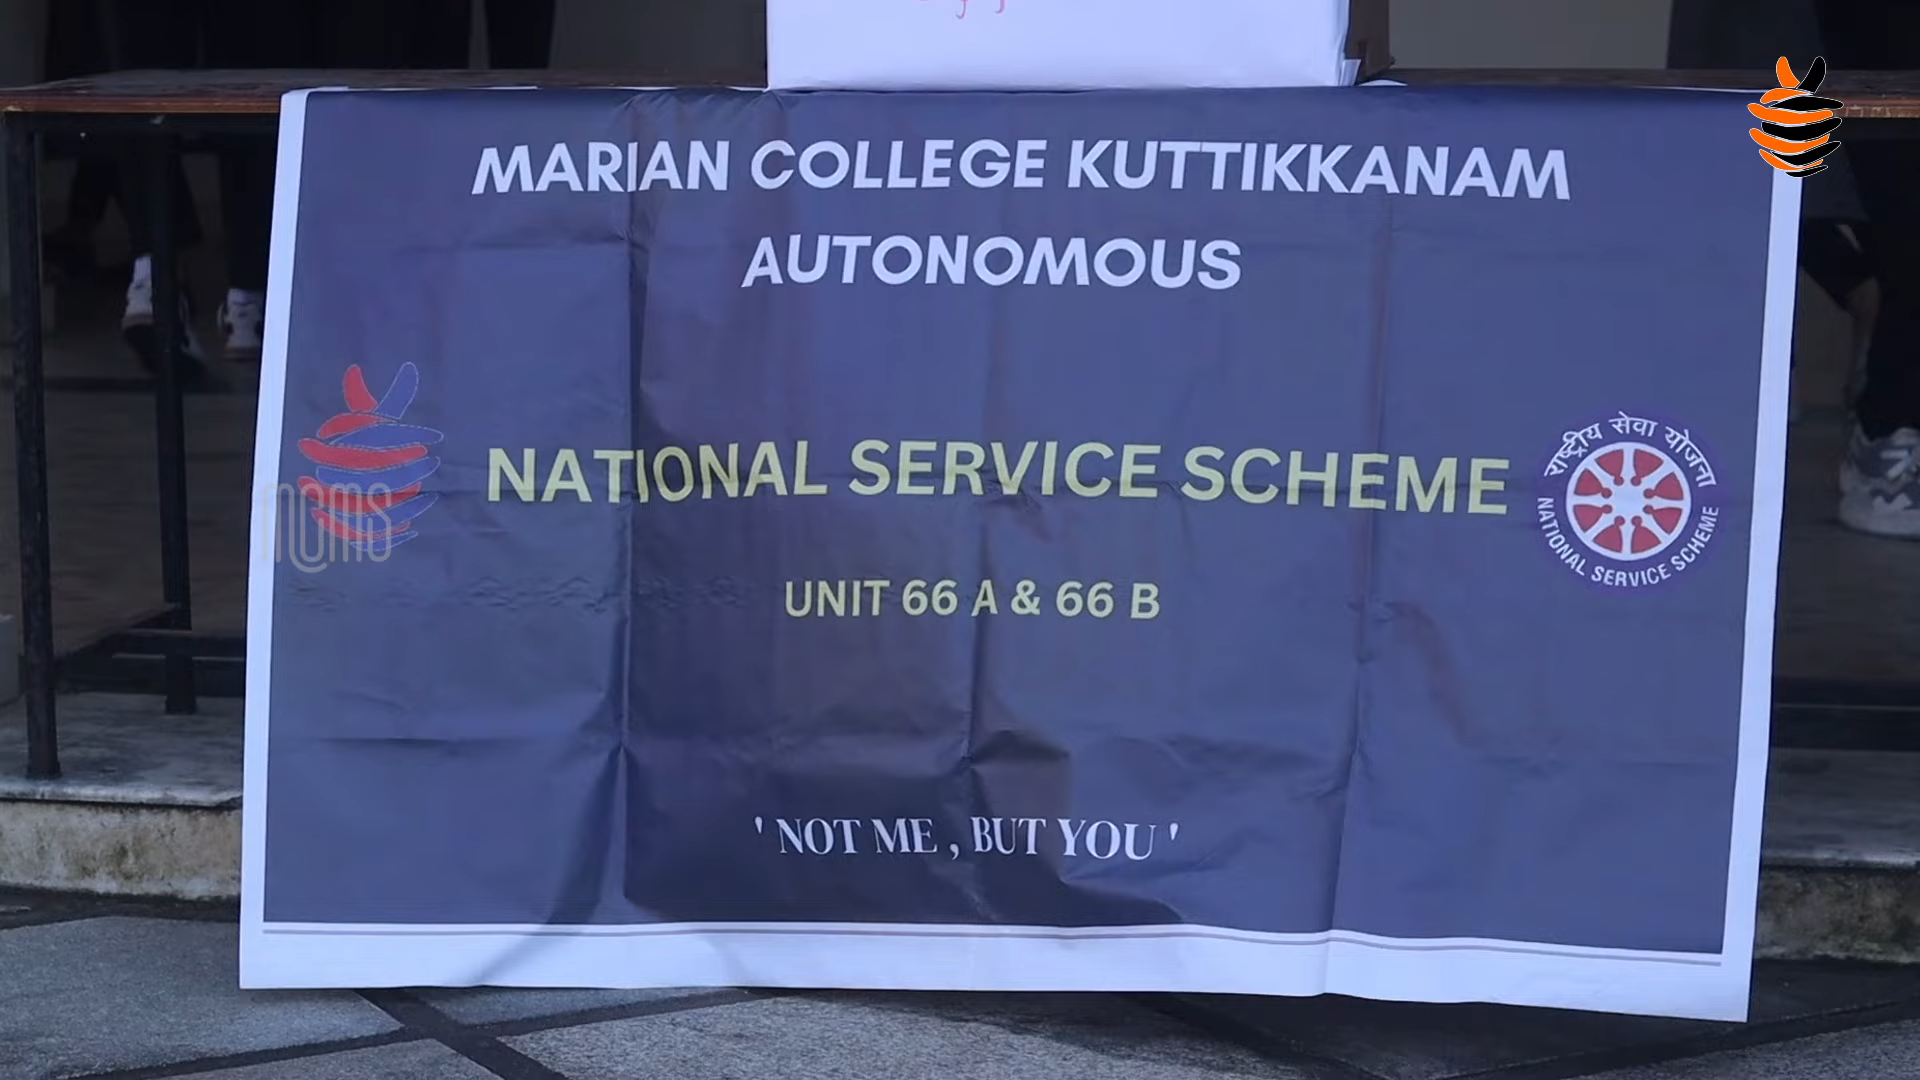 MARIAN COLLEGE KUTTIKKANAM
AUTONOMOUS
NATIONAL SERVICE SCHEME
राष्ट्रीय सेवा योजना
NATIONAL SERVICE SCHEME
UNIT 66 A & 66 B
' NOT ME , BUT YOU '